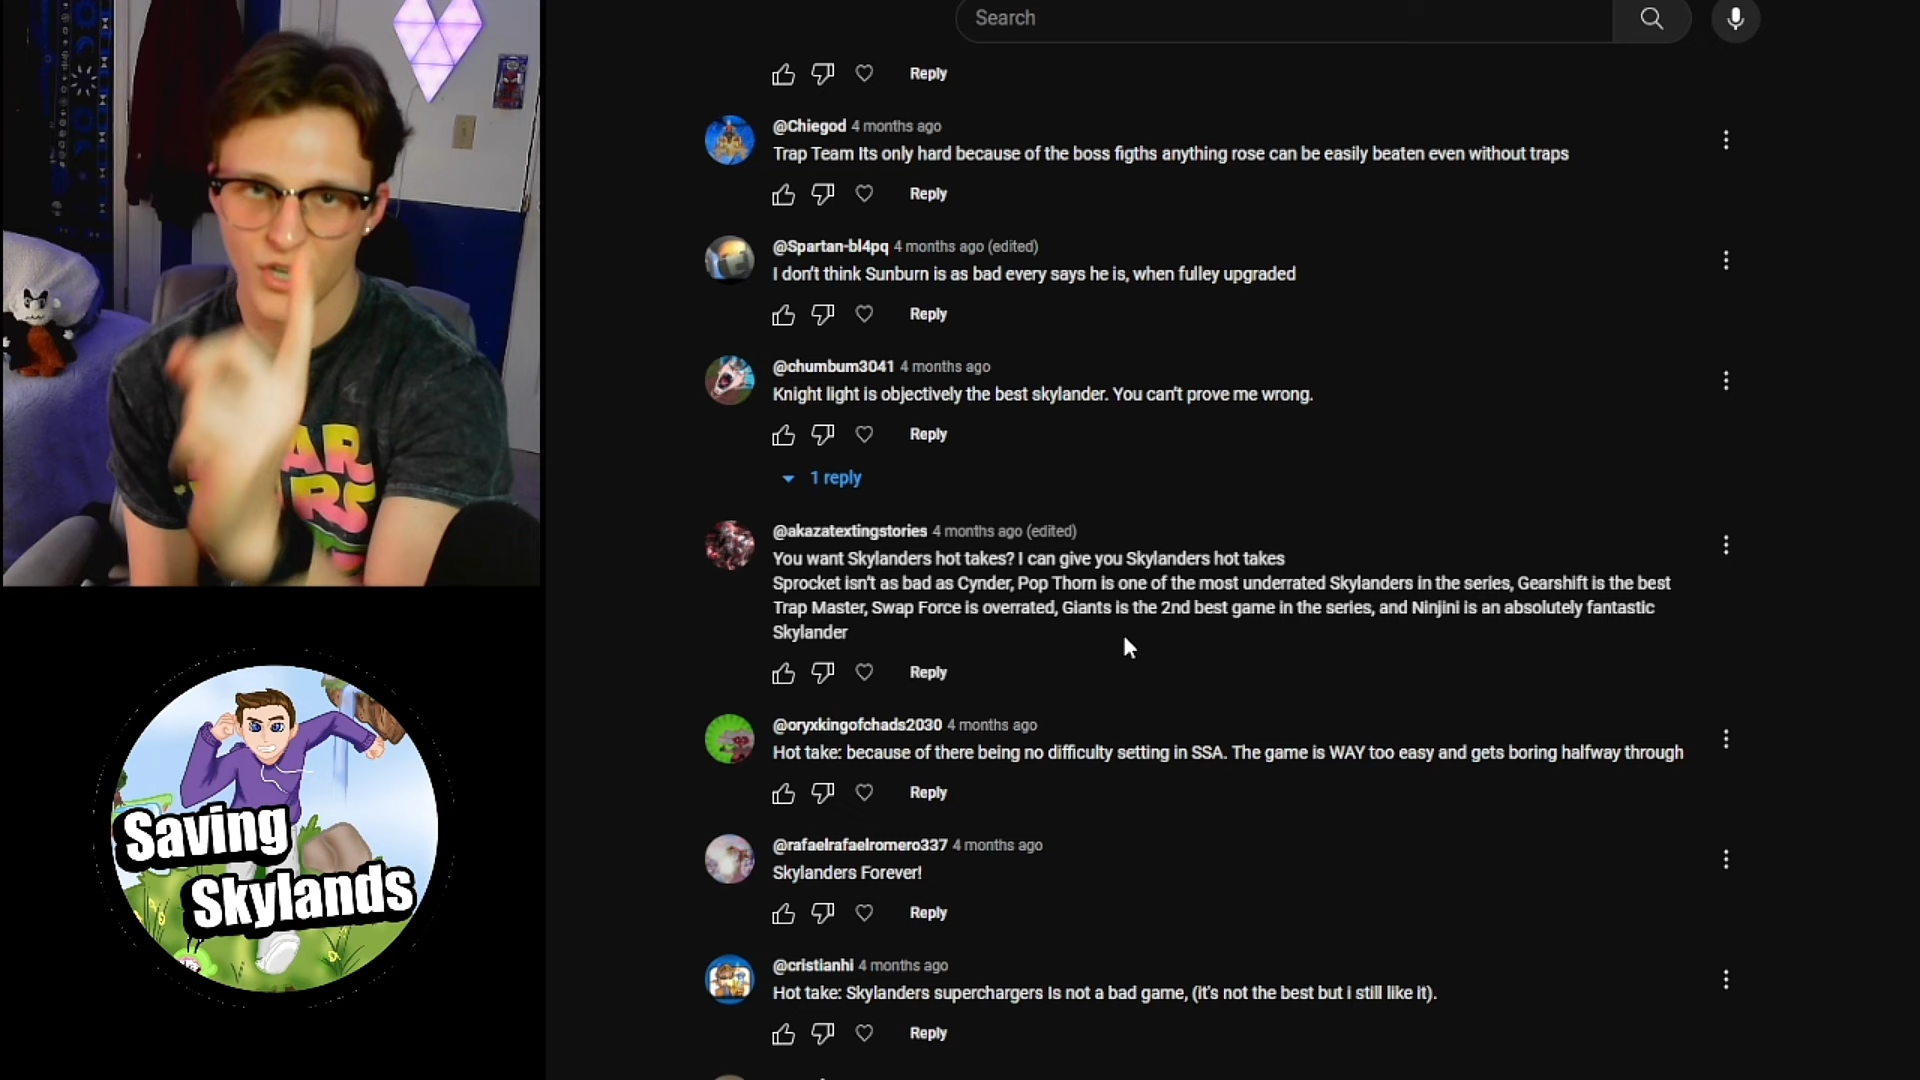 Search
Reply
@Chiegod 4 months ago
Trap Team Its only hard because of the boss figths anything rose can be easily beaten even without traps
Reply
@Spartan-bl4pq 4 months ago (edited)
I don't think Sunburn is as bad every says he is, when fulley upgraded
Reply
@chumbum3041 4 months ago
Knight light is objectively the best skylander. You can't prove me wrong.
Reply
1 reply
@akazatextingstories 4 months ago (edited)
You want Skylanders hot takes? I can give you Skylanders hot takes
Sprocket isn't as bad as Cynder, Pop Thorn is one of the most underrated Skylanders in the series, Gearshift is the best
Trap Master, Swap Force is overrated, Giants is the 2nd best game in the series, and Ninjini is an absolutely fantastic
Skylander
Reply
@oryxkingofchads2030 4 months ago
Hot take: because of there being no difficulty setting in SSA. The game is WAY too easy and gets boring halfway through
Reply
@rafaelrafaelromero337 4 months ago
Skylanders Forever!
Reply
@cristianhi 4 months ago
Hot take: Skylanders superchargers Is not a bad game, (it's not the best but i still like it).
Reply
Saving
Skylands